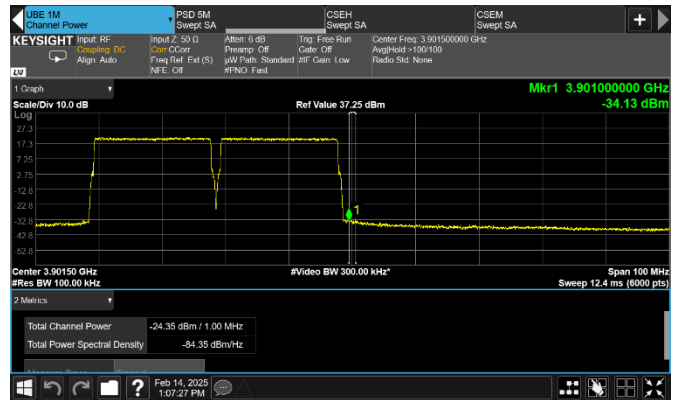 UBE 1M
Channel Power
PSD 5M
Swept SA
CSEH
Swept SA
CSEM
Swept SA
KEYSIGHT
Input: RF
Coupling: DC
Align: Auto
Input Z: 50 Ω
Corr CCorr
Freq Ref: Ext (S)
NFE: Off
Atten: 6 dB
Preamp: Off
µW Path: Standard
#PNO: Fast
Trig: Free Run
Gate: Off
#IF Gain: Low
Center Freq: 3.901500000 GHz
Avg|Hold:>100/100
Radio Std: None
LXI
1 Graph
Mkr1 3.901000000 GHz
Scale/Div 10.0 dB
Ref Value 37.25 dBm
-34.13 dBm
Log
27.3
17.3
7.25
-2.75
-12.8
-22.8
-32.8
-42.8
-52.8
1
Center 3.90150 GHz
#Video BW 300.00 kHz*
Span 100 MHz
#Res BW 100.00 kHz
Sweep 12.4 ms (6000 pts)
2 Metrics
Total Channel Power
-24.35 dBm / 1.00 MHz
Total Power Spectral Density
-84.35 dBm/Hz
?
Feb 14, 2025
1:07:27 PM